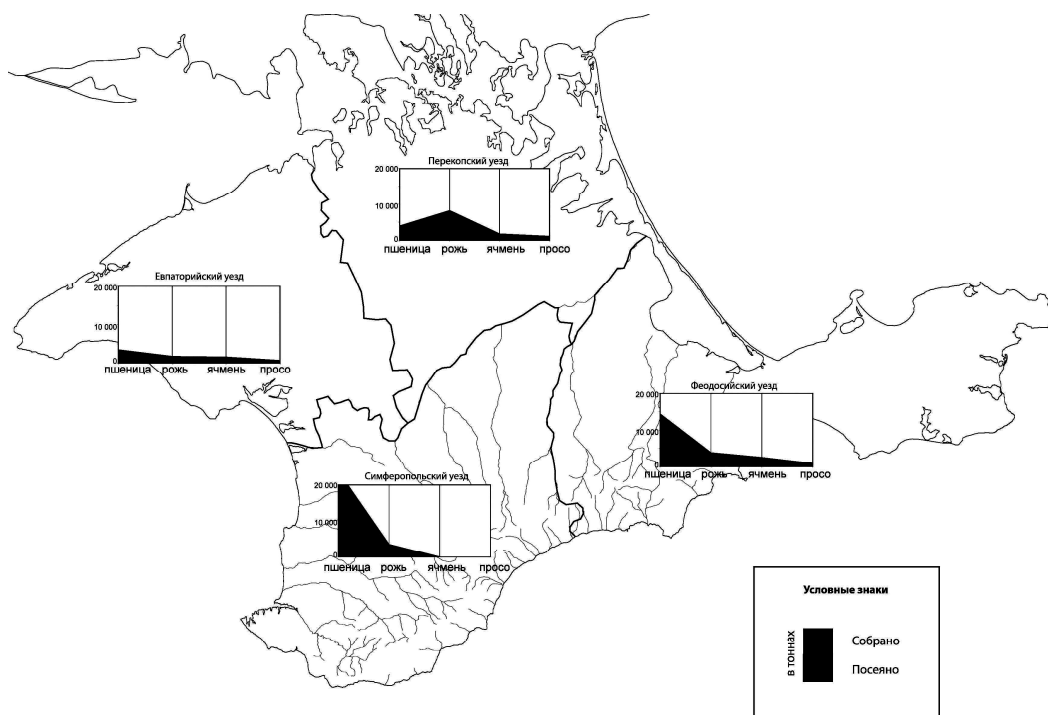 Перекопский уезд
20 000
10 000
0
пшеница рожь ячмень просо
Евпаторийский уезд
20 000
10 000
0
пшеница рожь ячмень просо
Феодосийский уезд
20 000
10 000
0
пшеница рожь ячмень просо
Симферопольский уезд
20 000
10 000
0
пшеница рожь ячмень просо
Условные знаки
в тоннах
Собрано
Посеяно